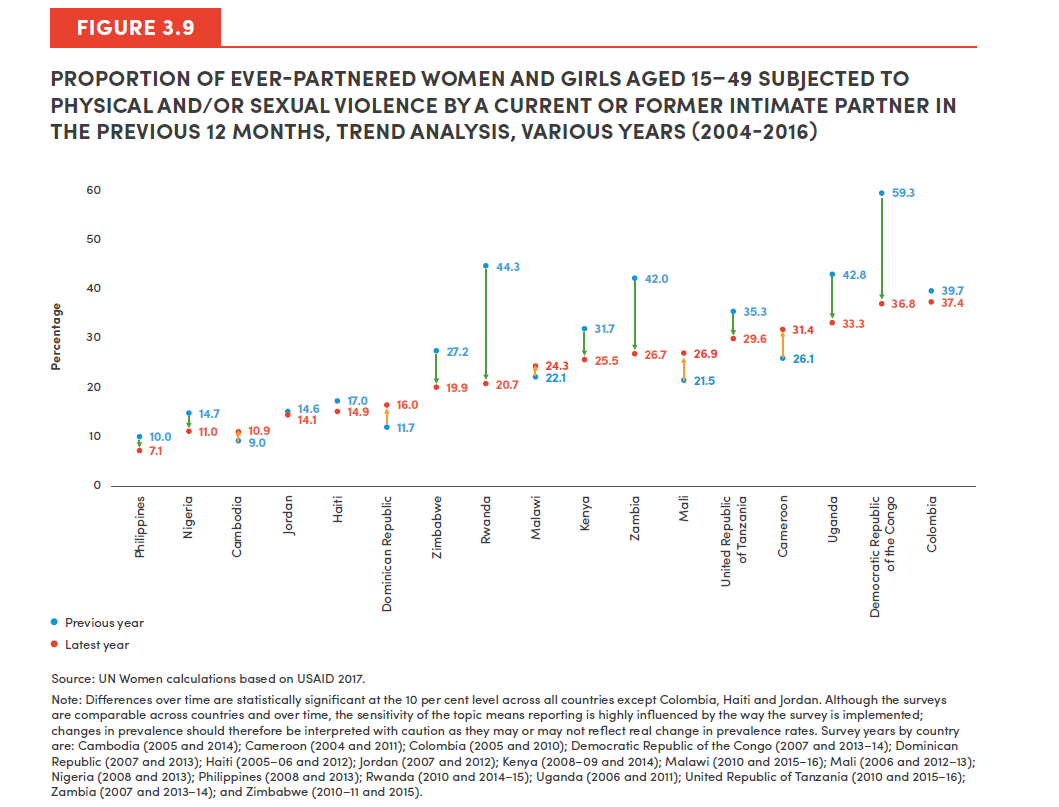 FIGURE 3.9
PROPORTION OF EVER-PARTNERED WOMEN AND GIRLS AGED 15–49 SUBJECTED TO
PHYSICAL AND/OR SEXUAL VIOLENCE BY A CURRENT OR FORMER INTIMATE PARTNER IN
THE PREVIOUS 12 MONTHS, TREND ANALYSIS, VARIOUS YEARS (2004-2016)
Percentage
60
50
40
30
20
10
0
10.0
7.1
14.7
11.0
10.9
9.0
14.6
14.1
17.0
14.9
16.0
11.7
27.2
19.9
44.3
20.7
24.3
22.1
31.7
25.5
42.0
26.7
26.9
21.5
35.3
29.6
31.4
26.1
42.8
33.3
59.3
36.8
39.7
37.4
Philippines
Nigeria
Cambodia
Jordan
Haiti
Dominican Republic
Zimbabwe
Rwanda
Malawi
Kenya
Zambia
Mali
United Republic
of Tanzania
Cameroon
Uganda
Democratic Republic
of the Congo
Colombia
Previous year
Latest year
Source: UN Women calculations based on USAID 2017.
Note: Differences over time are statistically significant at the 10 per cent level across all countries except Colombia, Haiti and Jordan. Although the surveys
are comparable across countries and over time, the sensitivity of the topic means reporting is highly influenced by the way the survey is implemented;
changes in prevalence should therefore be interpreted with caution as they may or may not reflect real change in prevalence rates. Survey years by country
are: Cambodia (2005 and 2014); Cameroon (2004 and 2011); Colombia (2005 and 2010); Democratic Republic of the Congo (2007 and 2013–14); Dominican
Republic (2007 and 2013); Haiti (2005–06 and 2012); Jordan (2007 and 2012); Kenya (2008–09 and 2014); Malawi (2010 and 2015–16); Mali (2006 and 2012–13);
Nigeria (2008 and 2013); Philippines (2008 and 2013); Rwanda (2010 and 2014–15); Uganda (2006 and 2011); United Republic of Tanzania (2010 and 2015–16);
Zambia (2007 and 2013–14); and Zimbabwe (2010–11 and 2015).